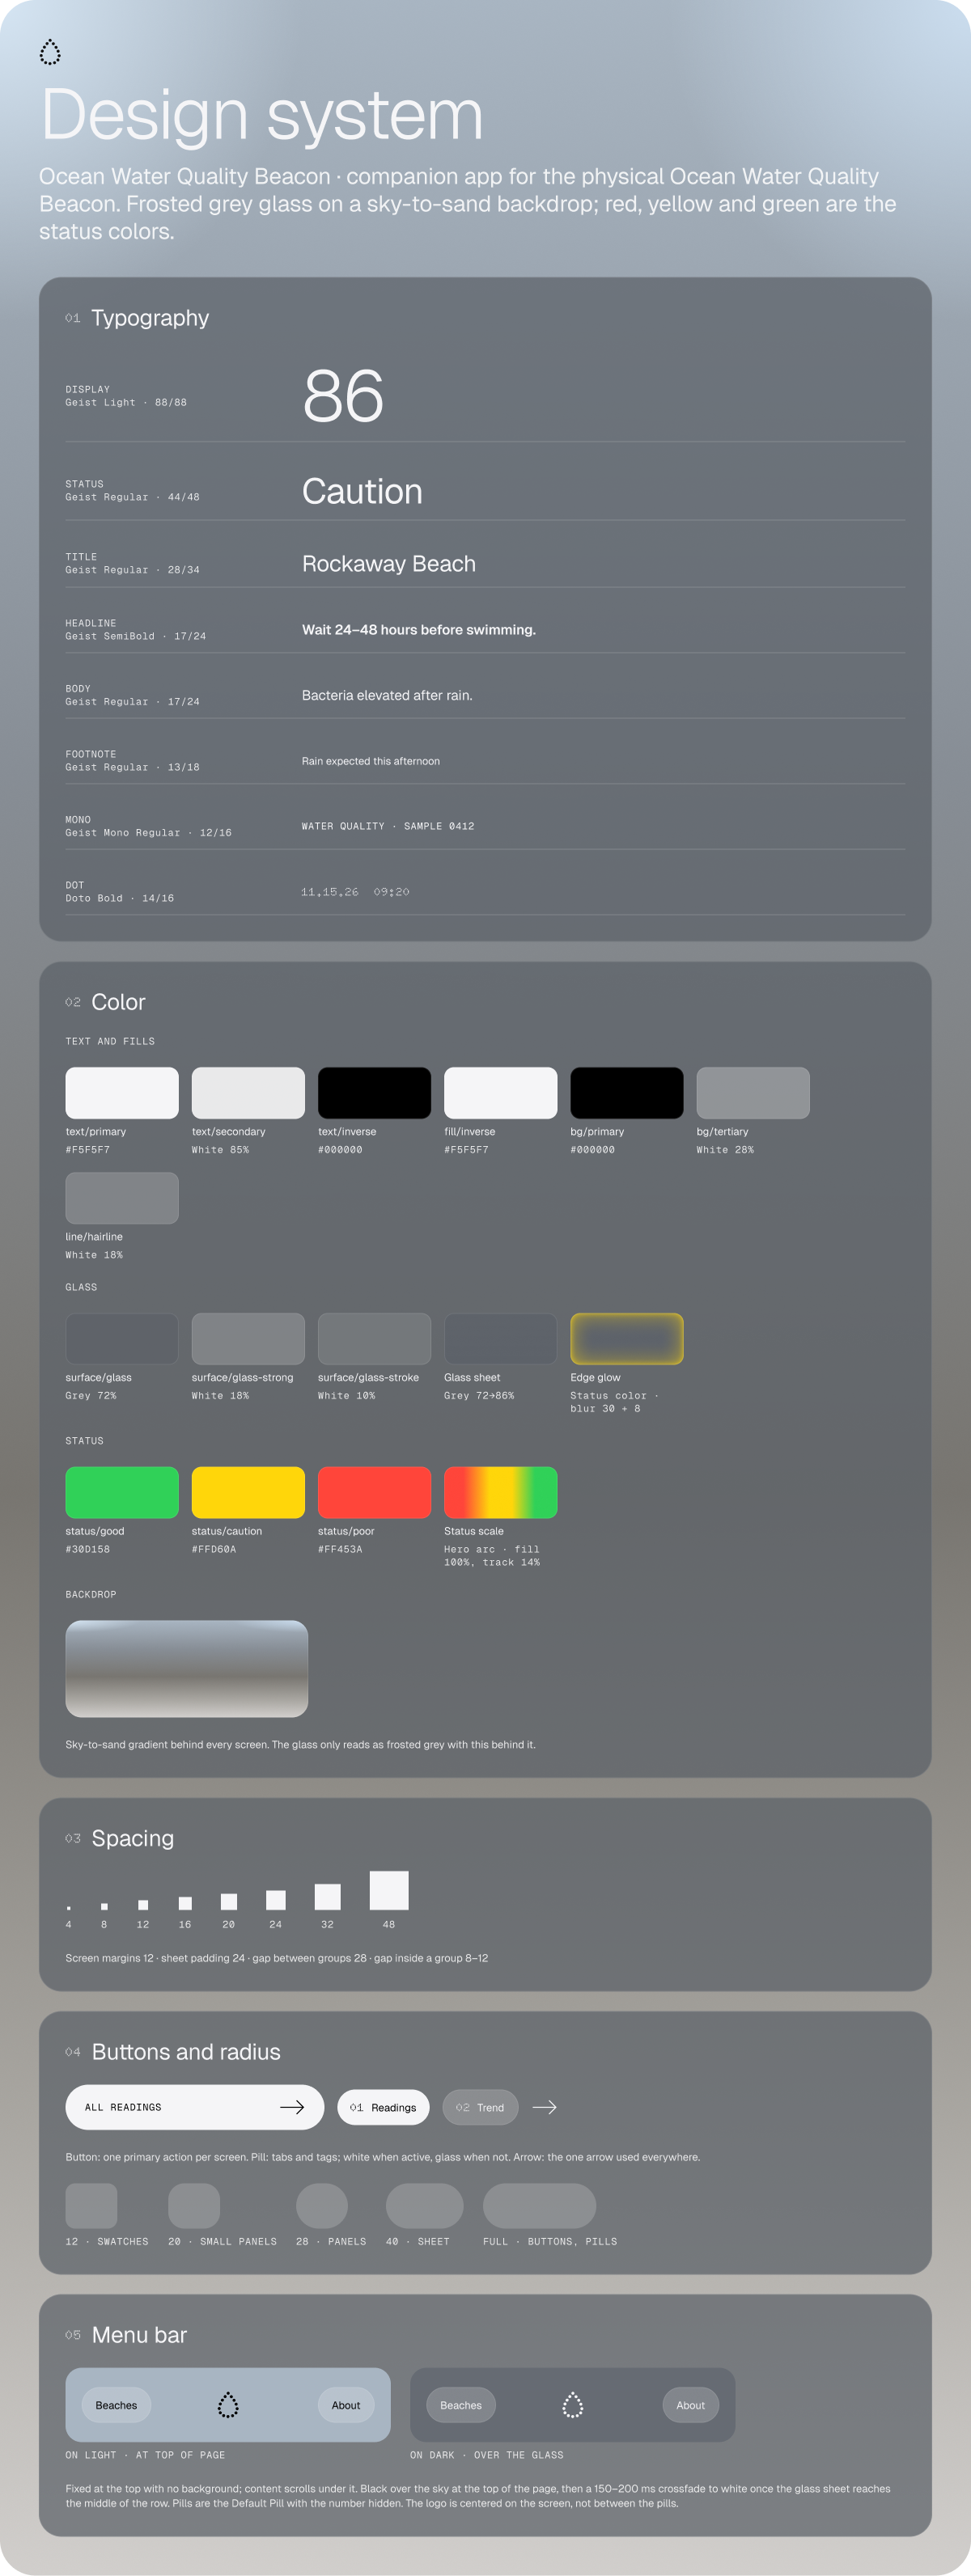 Design system
Ocean Water Quality Beacon · companion app for the physical Ocean Water Quality
Beacon. Frosted grey glass on a sky-to-sand backdrop; red, yellow and green are the
status colors.
01 Typography
DISPLAY
Geist Light · 88/88
86
STATUS
Geist Regular · 44/48
Caution
TITLE
Geist Regular · 28/34
Rockaway Beach
HEADLINE
Geist SemiBold · 17/24
Wait 24–48 hours before swimming.
BODY
Geist Regular · 17/24
Bacteria elevated after rain.
FOOTNOTE
Geist Regular · 13/18
Rain expected this afternoon
MONO
Geist Mono Regular · 12/16
WATER QUALITY · SAMPLE 0412
DOT
Doto Bold · 14/16
11.15.26 09:20
02 Color
TEXT AND FILLS
text/primary
#F5F5F7
text/secondary
White 85%
text/inverse
#000000
fill/inverse
#F5F5F7
bg/primary
#000000
bg/tertiary
White 28%
line/hairline
White 18%
GLASS
surface/glass
Grey 72%
surface/glass-strong
White 18%
surface/glass-stroke
White 10%
Glass sheet
Grey 72→86%
Edge glow
Status color ·
blur 30 + 8
STATUS
status/good
#30D158
status/caution
#FFD60A
status/poor
#FF453A
Status scale
Hero arc · fill
100%, track 14%
BACKDROP
Sky-to-sand gradient behind every screen. The glass only reads as frosted grey with this behind it.
03 Spacing
4 8 12 16 20 24 32 48
Screen margins 12 · sheet padding 24 · gap between groups 28 · gap inside a group 8–12
04 Buttons and radius
ALL READINGS
01 Readings
02 Trend
Button: one primary action per screen. Pill: tabs and tags; white when active, glass when not. Arrow: the one arrow used everywhere.
12 · SWATCHES
20 · SMALL PANELS
28 · PANELS
40 · SHEET
FULL · BUTTONS, PILLS
05 Menu bar
Beaches
About
ON LIGHT · AT TOP OF PAGE
Beaches
About
ON DARK · OVER THE GLASS
Fixed at the top with no background; content scrolls under it. Black over the sky at the top of the page, then a 150–200 ms crossfade to white once the glass sheet reaches
the middle of the row. Pills are the Default Pill with the number hidden. The logo is centered on the screen, not between the pills.